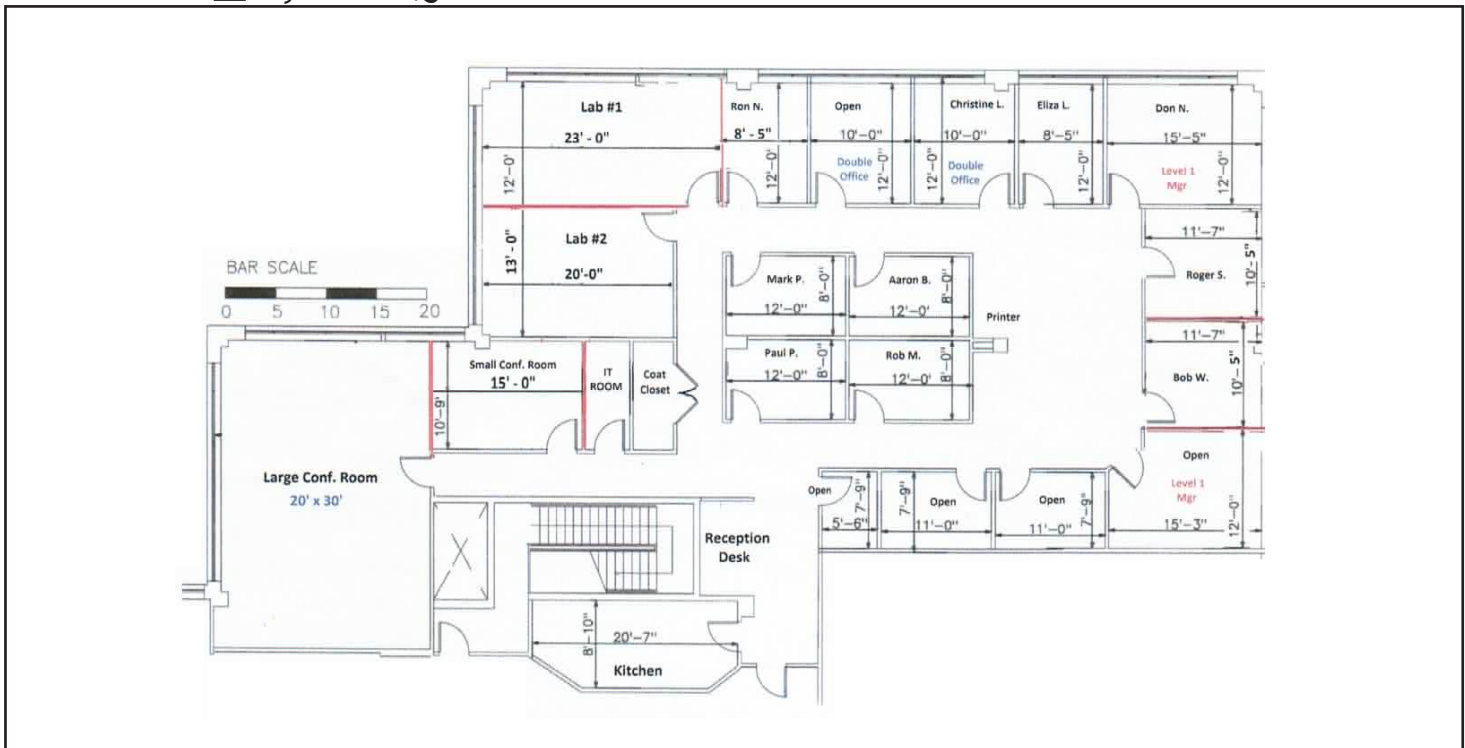 Lab #1
23' - 0"
12'-0'
Ron N.
8' - 5"
12'-0'
Open
10'-0"
Double
Office
12'-0"
Christine L.
10'-0"
Double
Office
12'-0"
Eliza L.
8'-5"
12'-0"
Don N.
15'-5"
Level 1
Mgr
12'-0"
Lab #2
20'-0"
13' - 0"
11'-7"
Roger S.
10'- 5"
BAR SCALE
0 5 10 15 20
Mark P.
12'-0"
8'-0"
Aaron B.
12'-0'
8'-0"
Printer
11'-7"
Bob W.
10'- 5"
Small Conf. Room
15' - 0"
10'-9'
IT
ROOM
Coat
Closet
Paul P.
12'-0"
8'-0"
Rob M.
12'-0'
8'-0"
Large Conf. Room
20' x 30'
Open
5'-6"
7'-9"
Open
11'-0"
7'-9"
Open
11'-0"
7'-9"
Open
Level 1
Mgr
15'-3"
12'-0"
Reception
Desk
20'-7"
8'-10"
Kitchen